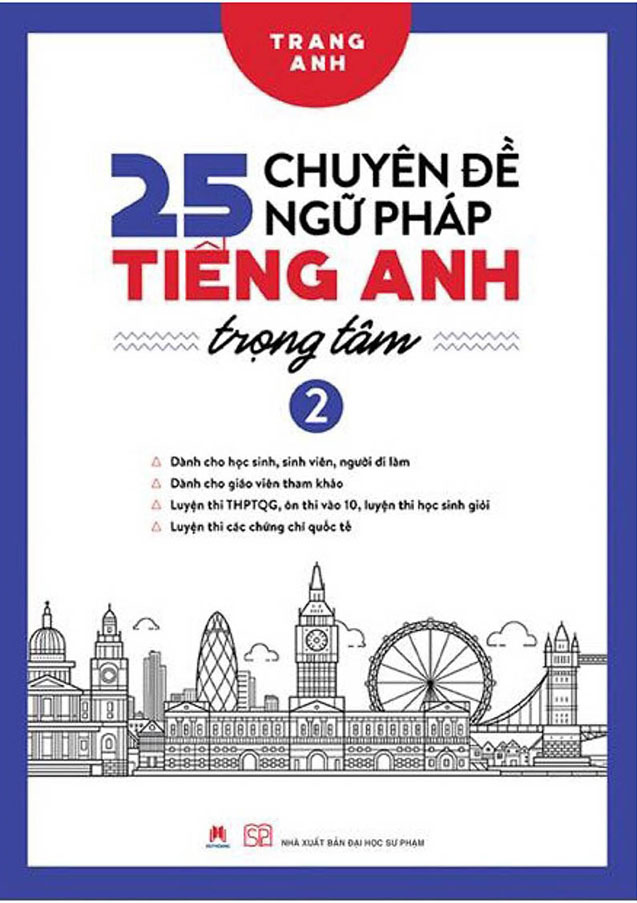 TRANG
ANH
25 CHUYÊN ĐỀ
NGỮ PHÁP
TIẾNG ANH
trọng tâm
2
Dành cho học sinh, sinh viên, người đi làm
Dành cho giáo viên tham khảo
Luyện thi THPTQG, ôn thi vào 10, luyện thi học sinh giỏi
Luyện thi các chứng chỉ quốc tế
SP
NHÀ XUẤT BẢN ĐẠI HỌC SƯ PHẠM